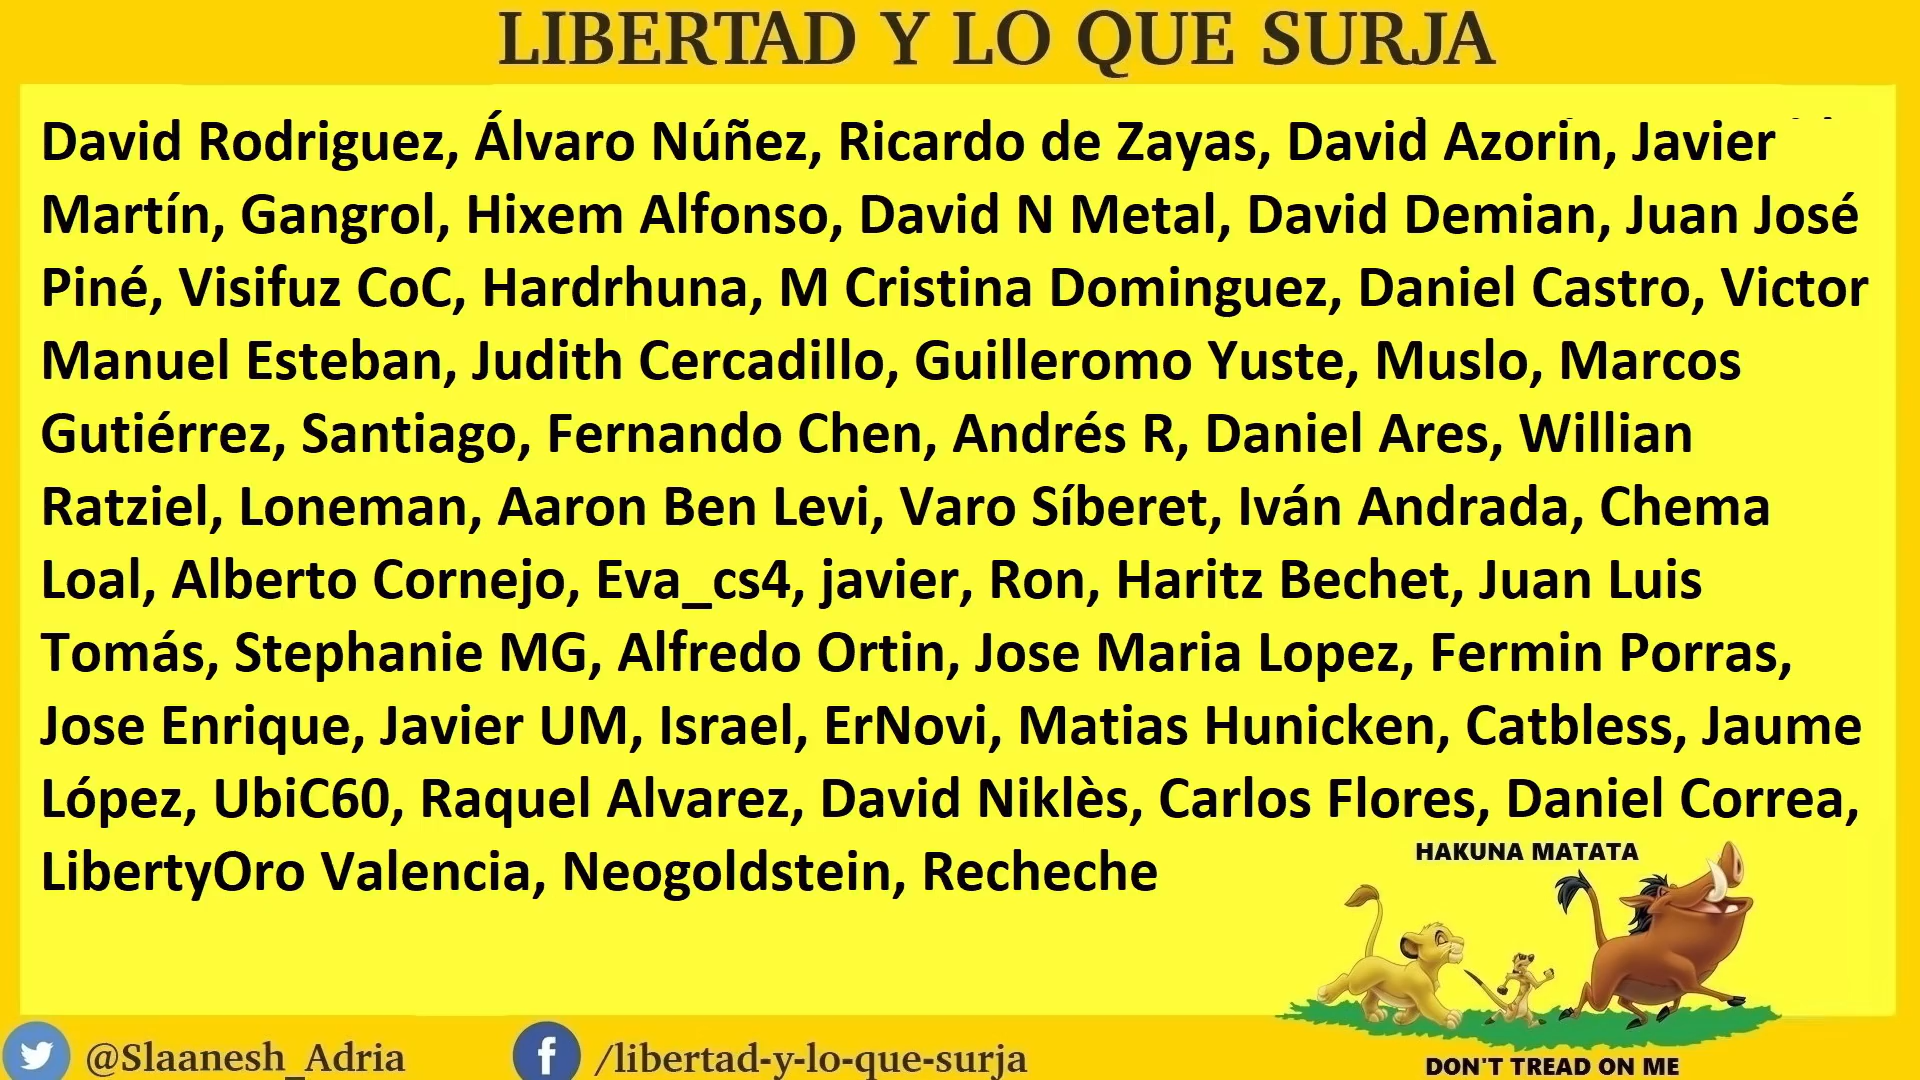 LIBERTAD Y LO QUE SURJA
David Rodriguez, Álvaro Núñez, Ricardo de Zayas, David Azorin, Javier
Martín, Gangrol, Hixem Alfonso, David N Metal, David Demian, Juan José
Piné, Visifuz CoC, Hardrhuna, M Cristina Dominguez, Daniel Castro, Victor
Manuel Esteban, Judith Cercadillo, Guilleromo Yuste, Muslo, Marcos
Gutiérrez, Santiago, Fernando Chen, Andrés R, Daniel Ares, Willian
Ratziel, Loneman, Aaron Ben Levi, Varo Síberet, Iván Andrada, Chema
Loal, Alberto Cornejo, Eva_cs4, javier, Ron, Haritz Bechet, Juan Luis
Tomás, Stephanie MG, Alfredo Ortin, Jose Maria Lopez, Fermin Porras,
Jose Enrique, Javier UM, Israel, ErNovi, Matias Hunicken, Catbless, Jaume
López, UbiC60, Raquel Alvarez, David Niklès, Carlos Flores, Daniel Correa,
LibertyOro Valencia, Neogoldstein, Recheche
HAKUNA MATATA
@Slaanesh_Adria
/libertad-y-lo-que-surja
DON'T TREAD ON ME